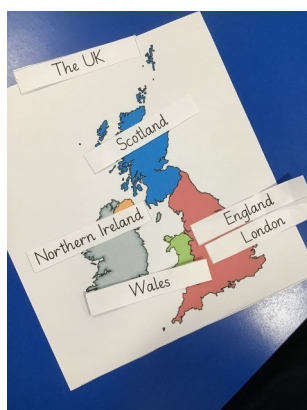 The UK
Scotland
Northern Ireland
England
London
Wales